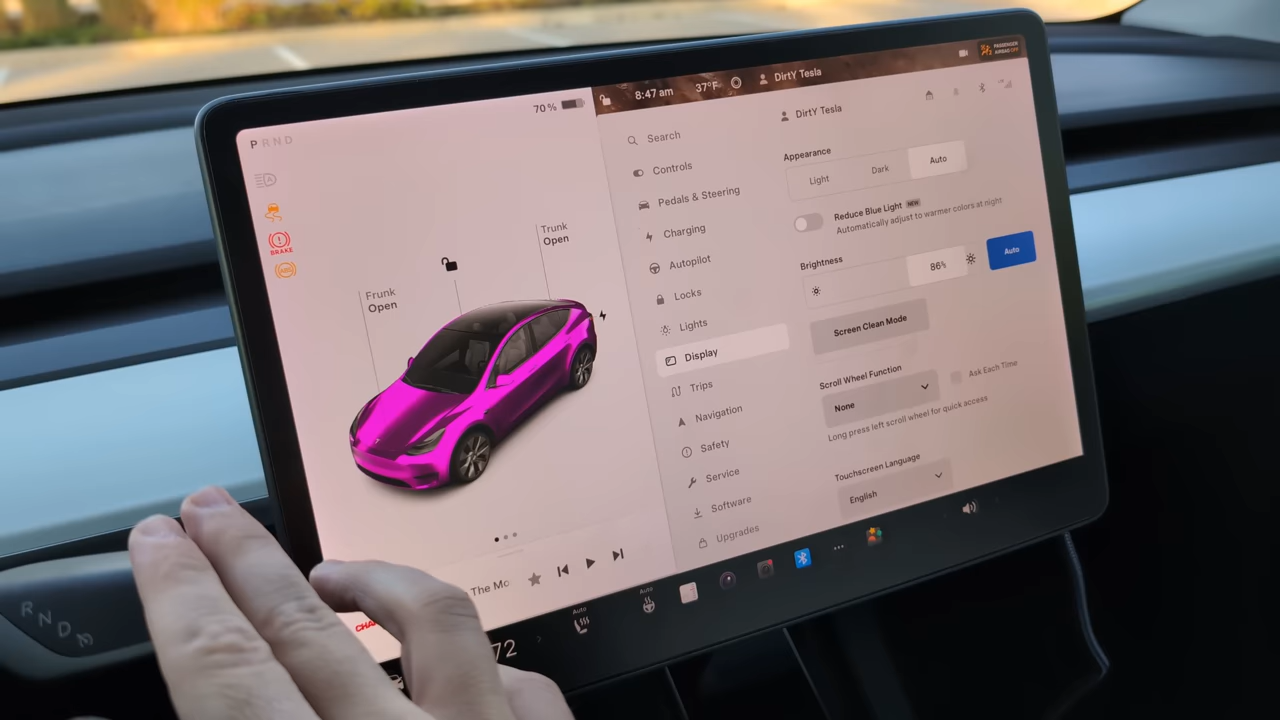 P R N D
70%
8:47 am
37°F
DirtY Tesla
PASSENGER
AIRBAG OFF
BRAKE
ABS
Frunk
Open
Trunk
Open
The Mo
72
R N D
Search
Controls
Pedals & Steering
Charging
Autopilot
Locks
Lights
Display
Trips
Navigation
Safety
Service
Software
Upgrades
DirtY Tesla
Appearance
Light
Dark
Auto
Reduce Blue Light NEW
Automatically adjust to warmer colors at night
Brightness
86%
Auto
Screen Clean Mode
Scroll Wheel Function
None
Ask Each Time
Long press left scroll wheel for quick access
Touchscreen Language
English
Auto
Auto